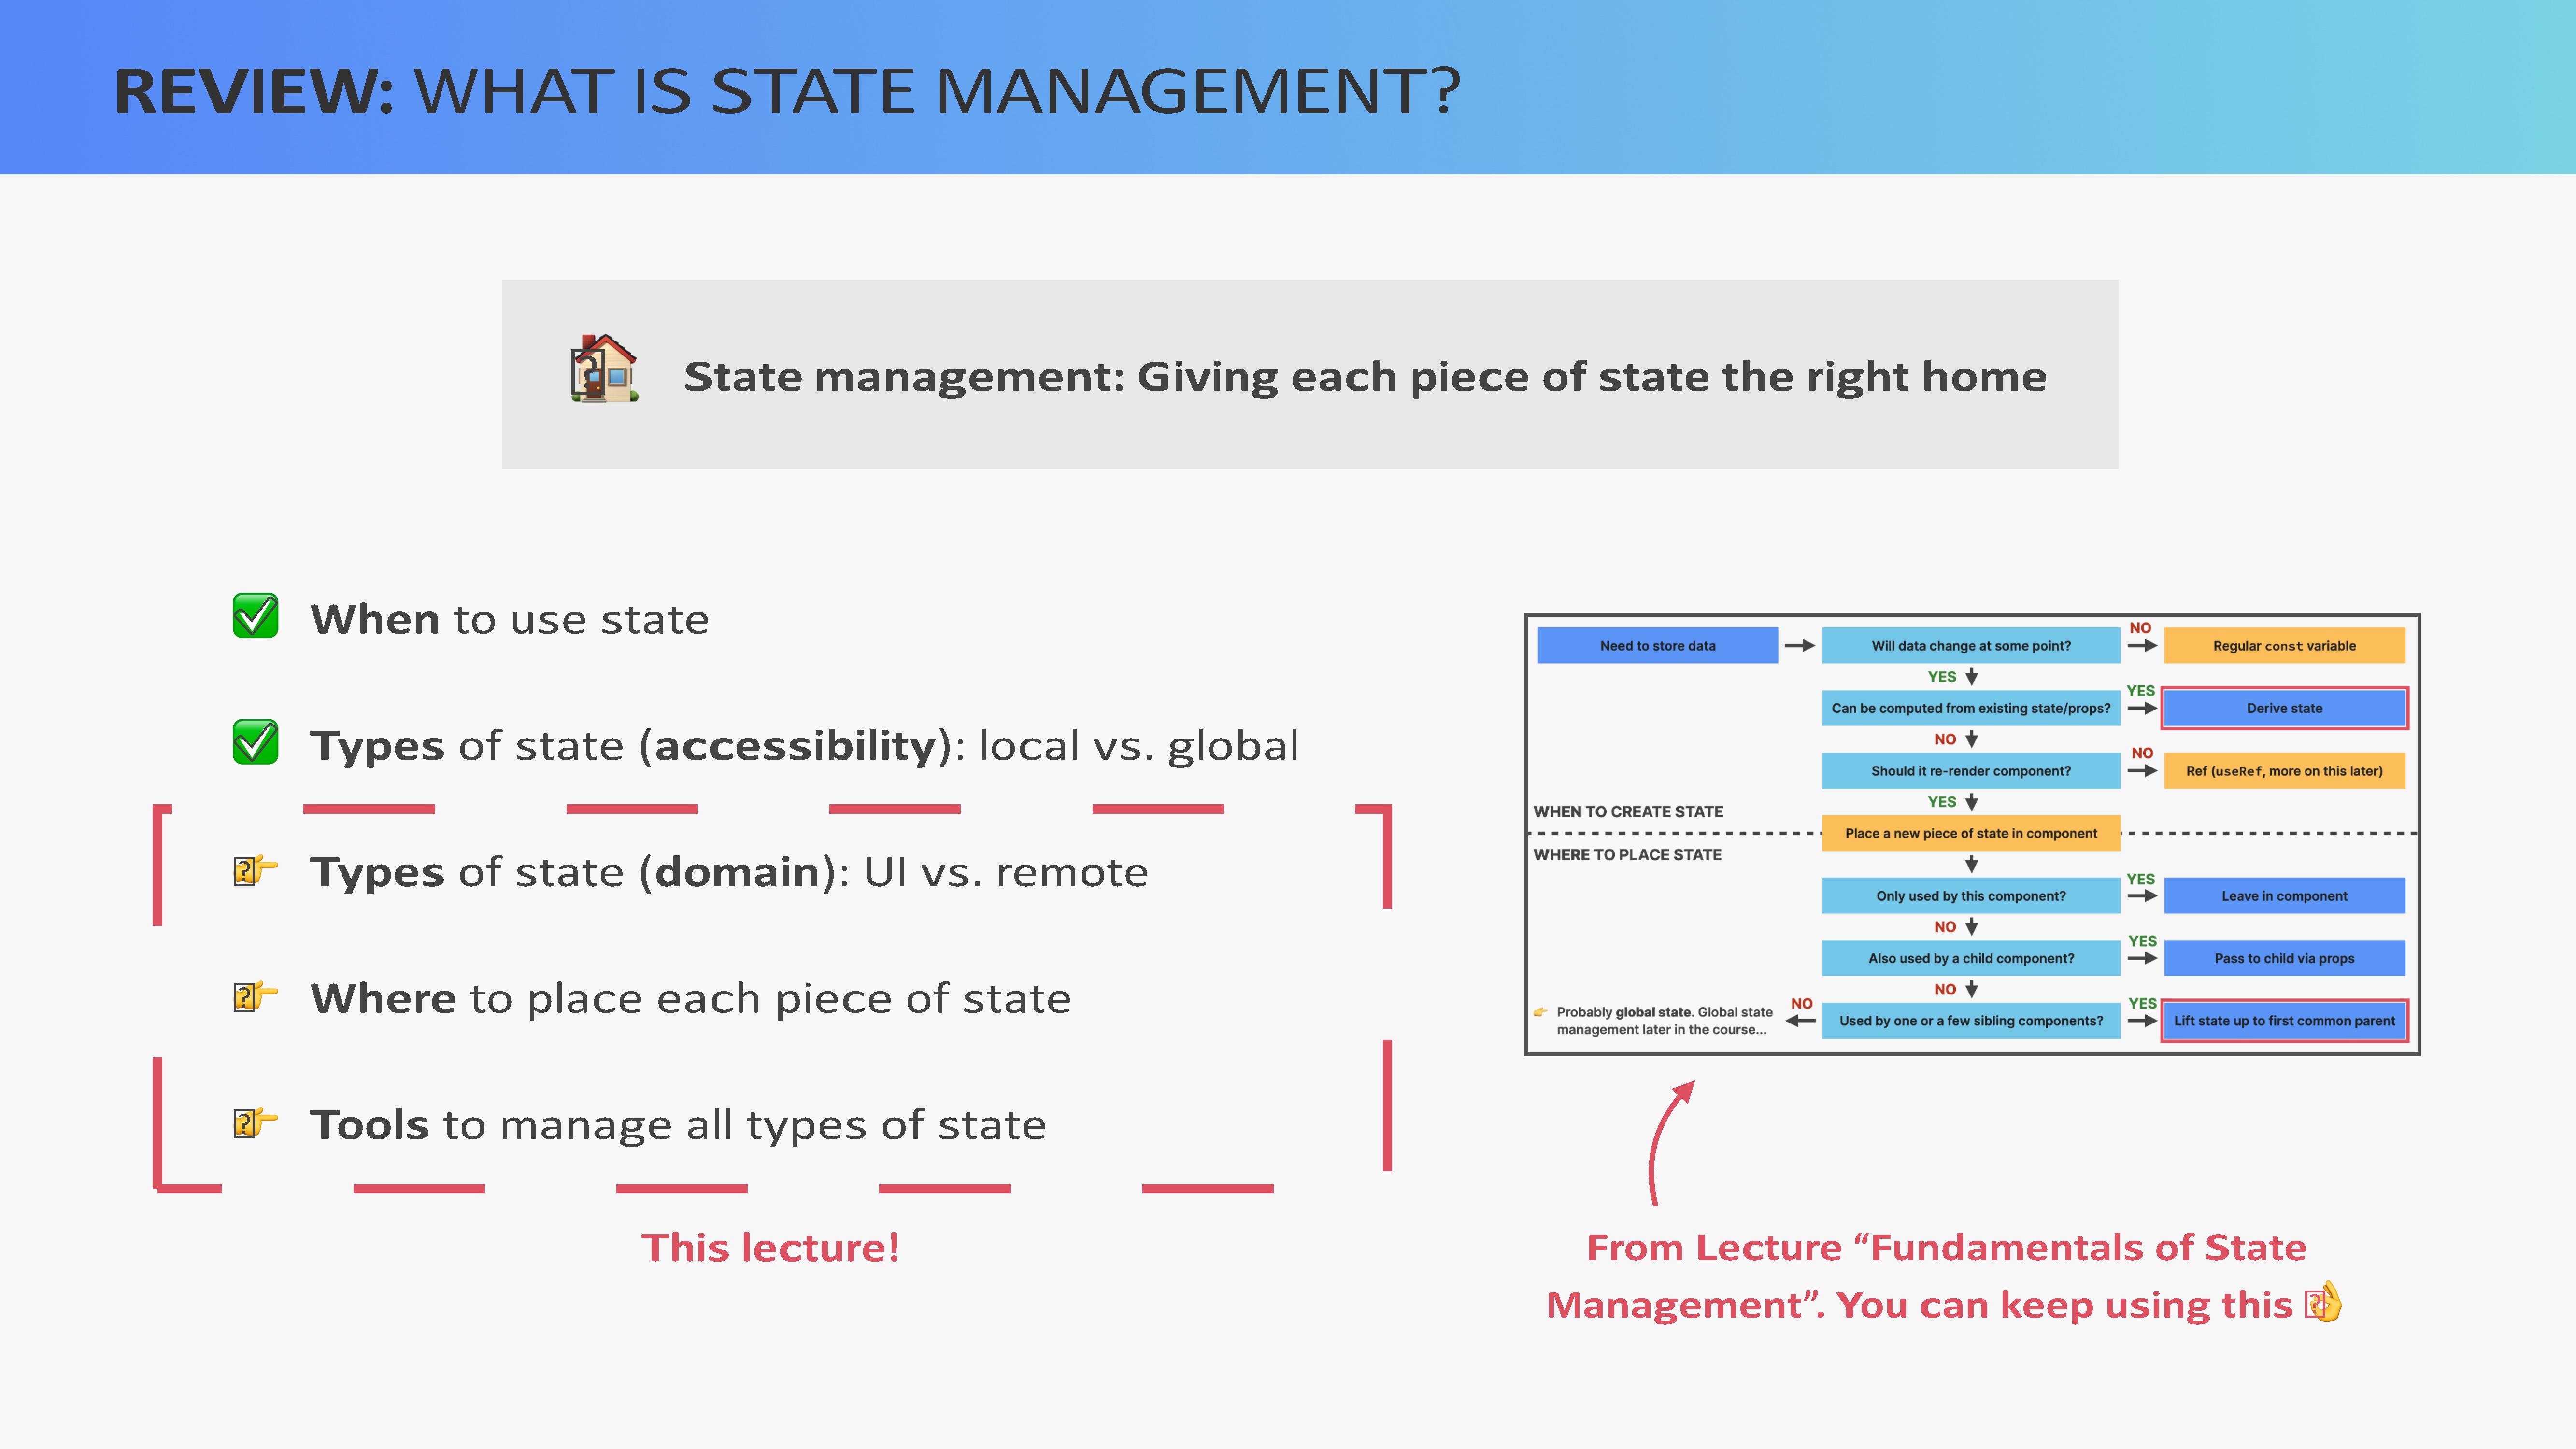 REVIEW: WHAT IS STATE MANAGEMENT?
State management: Giving each piece of state the right home
When to use state
Types of state (accessibility): local vs. global
Types of state (domain): UI vs. remote
Where to place each piece of state
Tools to manage all types of state
This lecture!
Need to store data
Will data change at some point?
NO
Regular const variable
YES
Can be computed from existing state/props?
YES
Derive state
NO
Should it re-render component?
NO
Ref (useRef, more on this later)
YES
WHEN TO CREATE STATE
Place a new piece of state in component
WHERE TO PLACE STATE
Only used by this component?
YES
Leave in component
NO
Also used by a child component?
YES
Pass to child via props
NO
Used by one or a few sibling components?
YES
Lift state up to first common parent
NO
👉 Probably global state. Global state
management later in the course...
From Lecture “Fundamentals of State
Management”. You can keep using this 👌